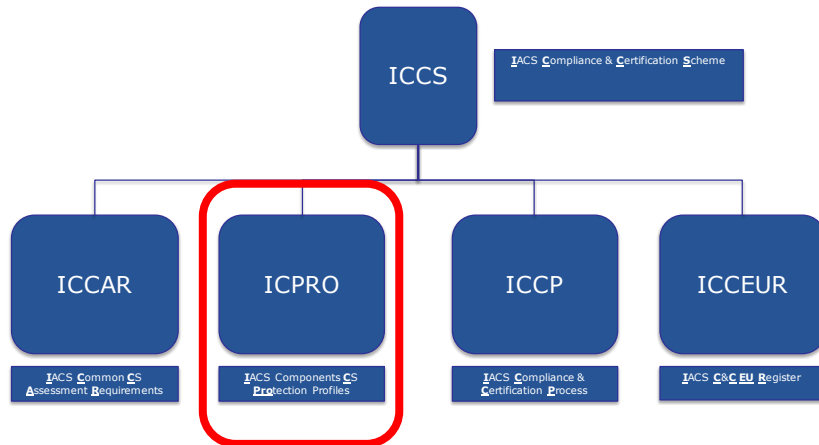 ICCS
IACS Compliance & Certification Scheme
ICCAR
ICPRO
ICCP
ICCEUR
IACS Common CS
Assessment Requirements
IACS Components CS
Protection Profiles
IACS Compliance &
Certification Process
IACS C&C EU Register